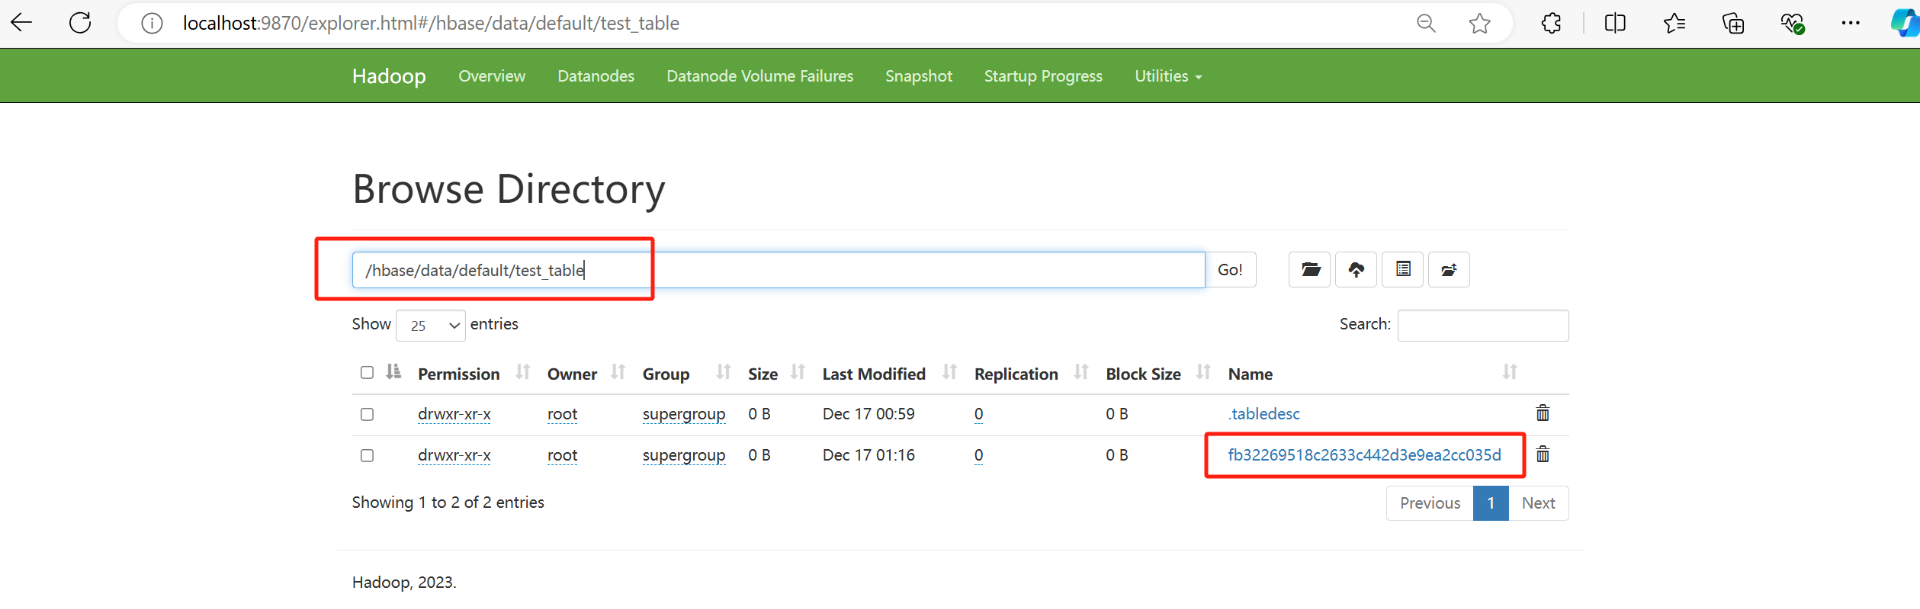 localhost:9870/explorer.html#/hbase/data/default/test_table
Hadoop Overview Datanodes Datanode Volume Failures Snapshot Startup Progress Utilities
Browse Directory
/hbase/data/default/test_table Go!
Show 25 entries Search:
Permission Owner Group Size Last Modified Replication Block Size Name
drwxr-xr-x root supergroup 0 B Dec 17 00:59 0 0 B .tabledesc
drwxr-xr-x root supergroup 0 B Dec 17 01:16 0 0 B fb32269518c2633c442d3e9ea2cc035d
Showing 1 to 2 of 2 entries Previous 1 Next
Hadoop, 2023.